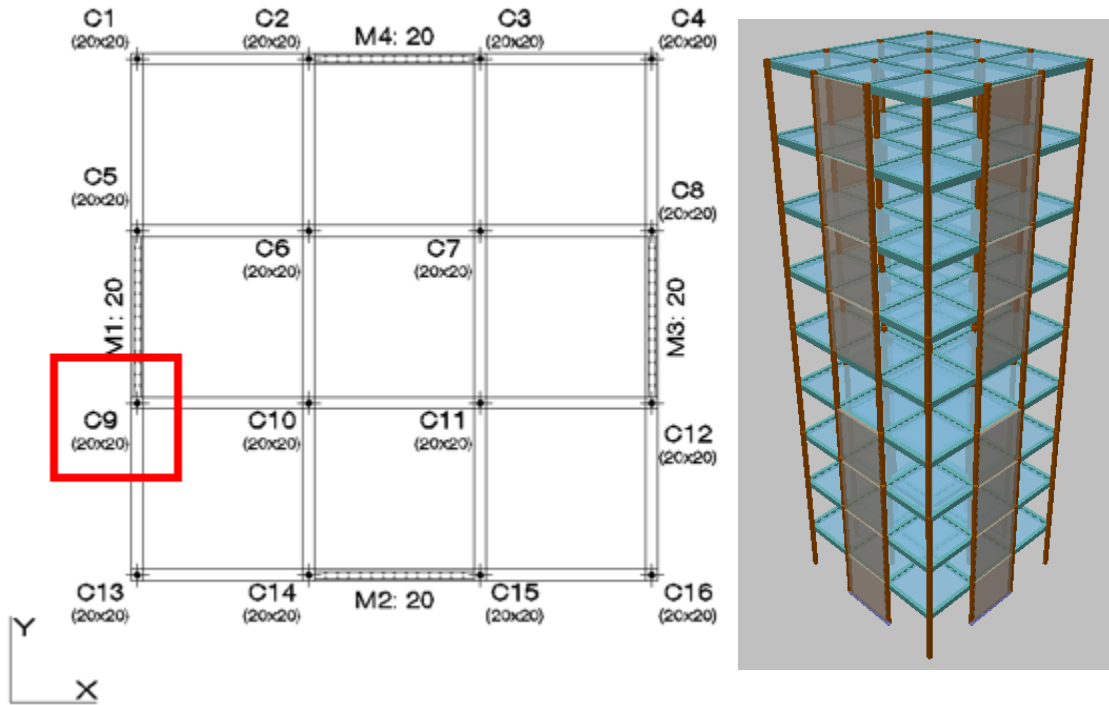 C1
(20x20)
C2
(20x20)
M4: 20
C3
(20x20)
C4
(20x20)
C5
(20x20)
C8
(20x20)
C6
(20x20)
C7
(20x20)
M1: 20
M3: 20
C9
(20x20)
C10
(20x20)
C11
(20x20)
C12
(20x20)
C13
(20x20)
C14
(20x20)
M2: 20
C15
(20x20)
C16
(20x20)
Y
X